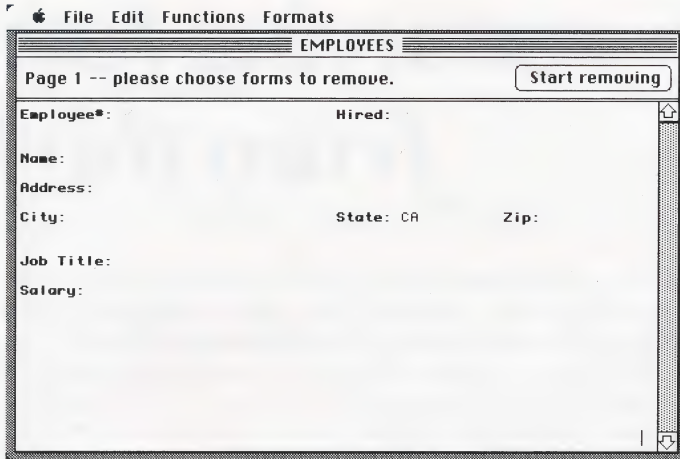 File Edit Functions Formats
EMPLOYEES
Page 1 -- please choose forms to remove. Start removing
Employee#: Hired:
Name:
Address:
City: State: CA Zip:
Job Title:
Salary: